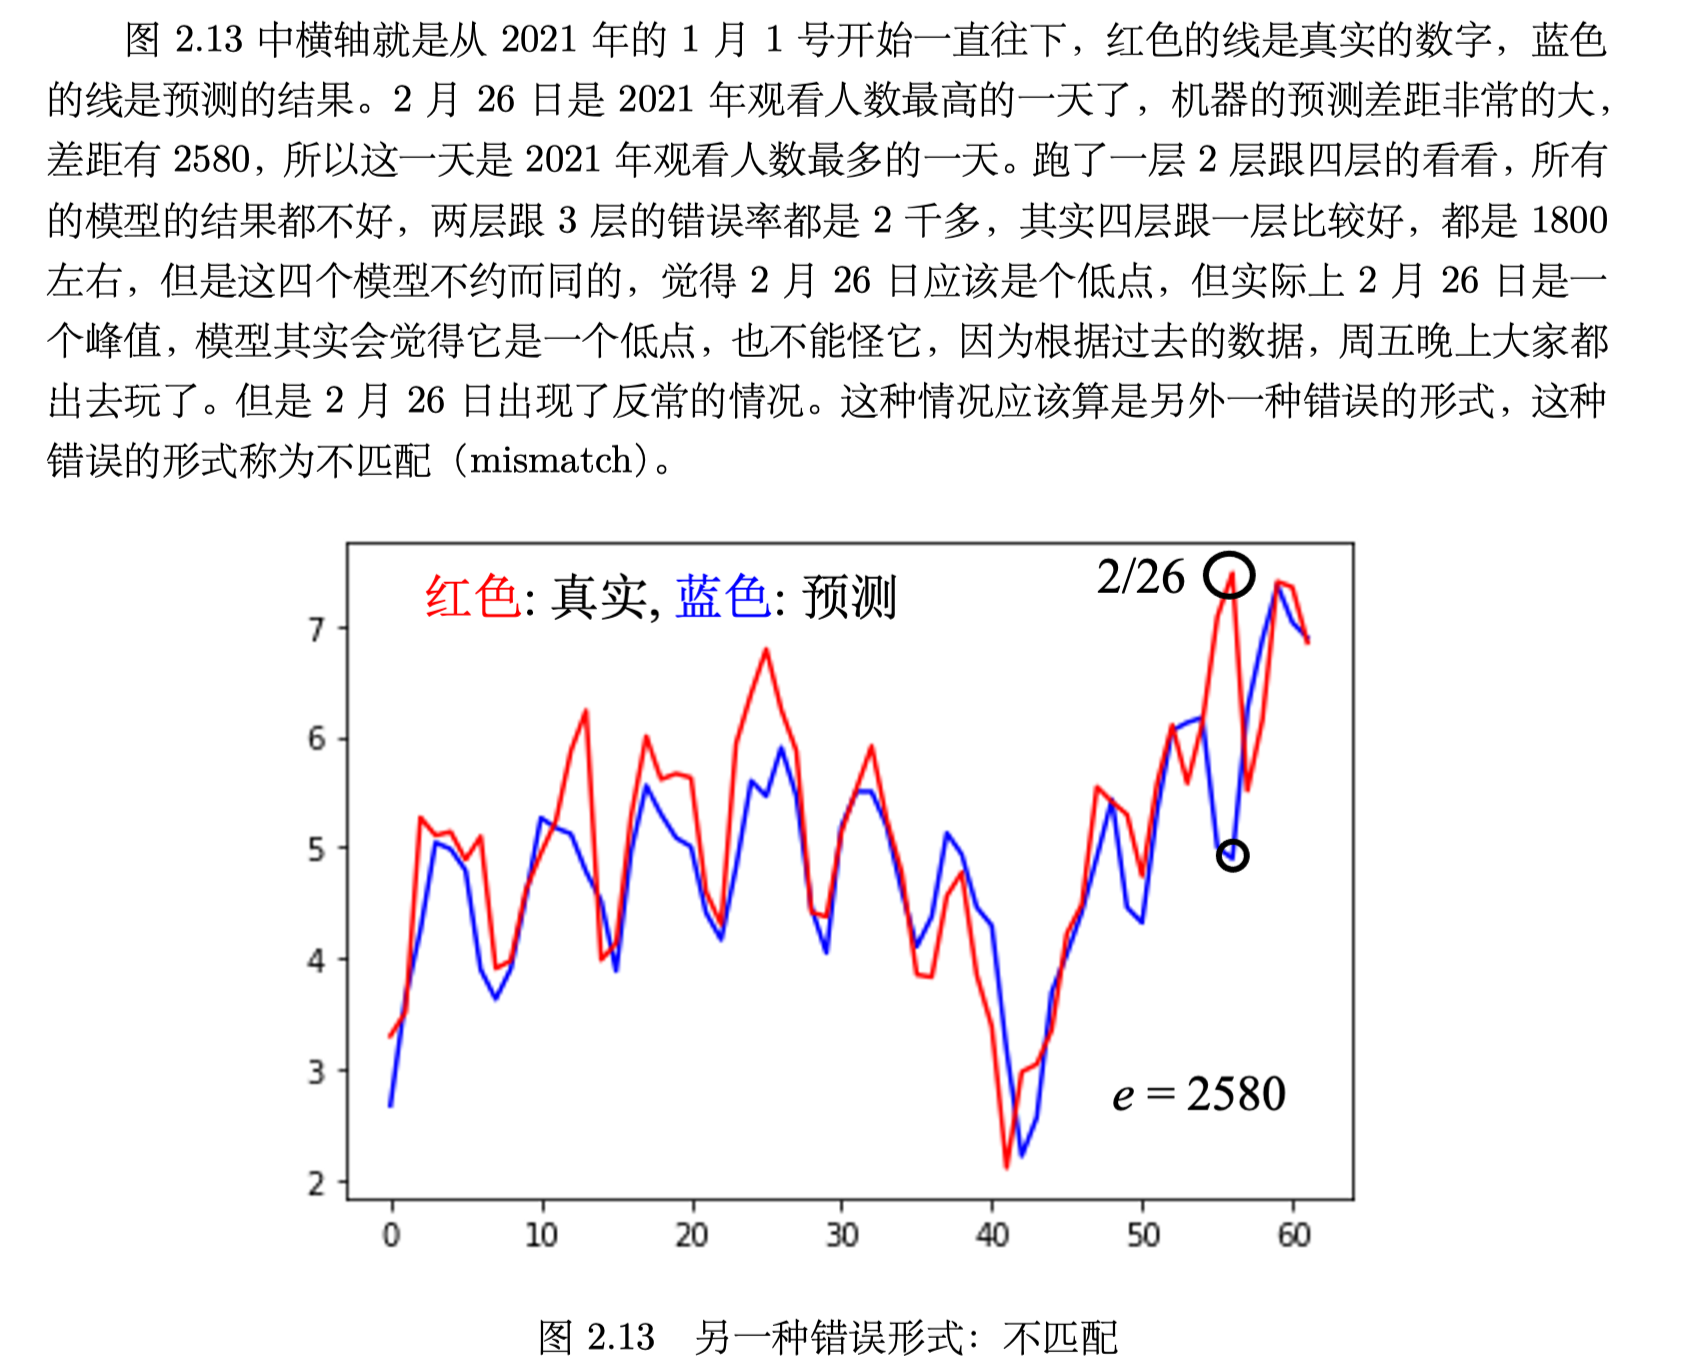 图 2.13 中横轴就是从 2021 年的 1 月 1 号开始一直往下，红色的线是真实的数字，蓝色
的线是预测的结果。2 月 26 日是 2021 年观看人数最高的一天了，机器的预测差距非常的大，
差距有 2580，所以这一天是 2021 年观看人数最多的一天。跑了一层 2 层跟四层的看看，所有
的模型的结果都不好，两层跟 3 层的错误率都是 2 千多，其实四层跟一层比较好，都是 1800
左右，但是这四个模型不约而同的，觉得 2 月 26 日应该是个低点，但实际上 2 月 26 日是一
个峰值，模型其实会觉得它是一个低点，也不能怪它，因为根据过去的数据，周五晚上大家都
出去玩了。但是 2 月 26 日出现了反常的情况。这种情况应该算是另外一种错误的形式，这种
错误的形式称为不匹配（mismatch）。
红色: 真实, 蓝色: 预测
2/26
7
6
5
4
3
2
e = 2580
0 10 20 30 40 50 60
图 2.13 另一种错误形式：不匹配